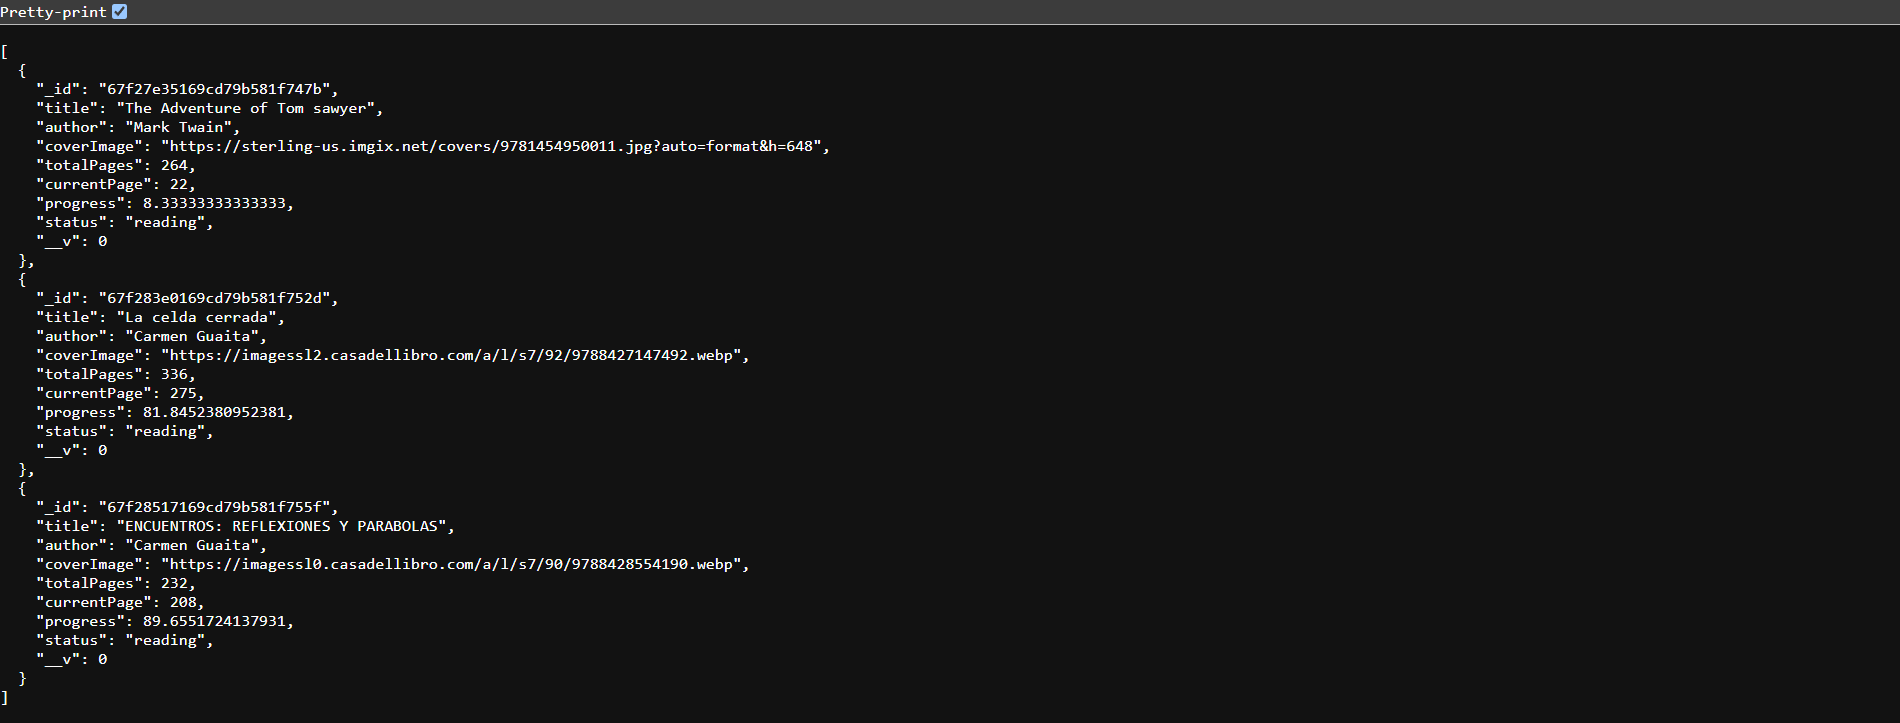 Pretty-print
[
  {
    "_id": "67f27e35169cd79b581f747b",
    "title": "The Adventure of Tom sawyer",
    "author": "Mark Twain",
    "coverImage": "https://sterling-us.imgix.net/covers/9781454950011.jpg?auto=format&h=648",
    "totalPages": 264,
    "currentPage": 22,
    "progress": 8.33333333333333,
    "status": "reading",
    "__v": 0
  },
  {
    "_id": "67f283e0169cd79b581f752d",
    "title": "La celda cerrada",
    "author": "Carmen Guaita",
    "coverImage": "https://imagessl2.casadellibro.com/a/l/s7/92/9788427147492.webp",
    "totalPages": 336,
    "currentPage": 275,
    "progress": 81.8452380952381,
    "status": "reading",
    "__v": 0
  },
  {
    "_id": "67f28517169cd79b581f755f",
    "title": "ENCUENTROS: REFLEXIONES Y PARABOLAS",
    "author": "Carmen Guaita",
    "coverImage": "https://imagessl0.casadellibro.com/a/l/s7/90/9788428554190.webp",
    "totalPages": 232,
    "currentPage": 208,
    "progress": 89.6551724137931,
    "status": "reading",
    "__v": 0
  }
]